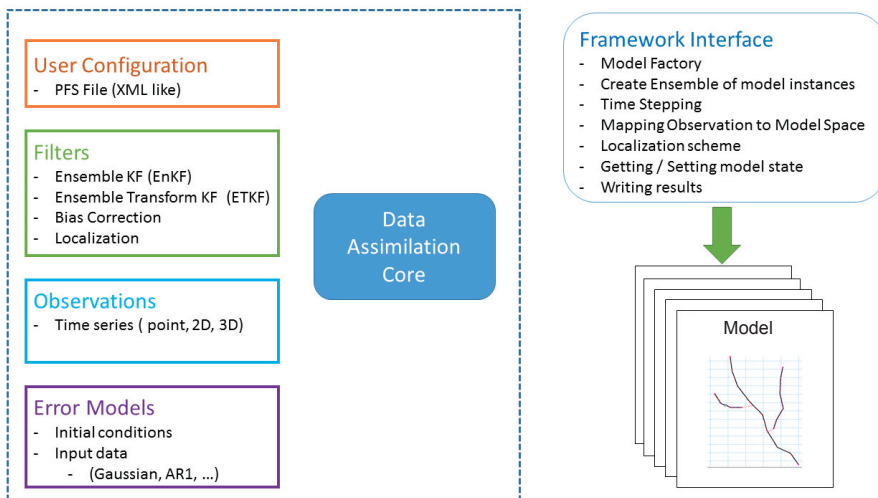 User Configuration
- PFS File (XML like)
Filters
- Ensemble KF (EnKF)
- Ensemble Transform KF (ETKF)
- Bias Correction
- Localization
Observations
- Time series ( point, 2D, 3D)
Error Models
- Initial conditions
- Input data
- (Gaussian, AR1, ...)
Data
Assimilation
Core
Framework Interface
- Model Factory
- Create Ensemble of model instances
- Time Stepping
- Mapping Observation to Model Space
- Localization scheme
- Getting / Setting model state
- Writing results
Model